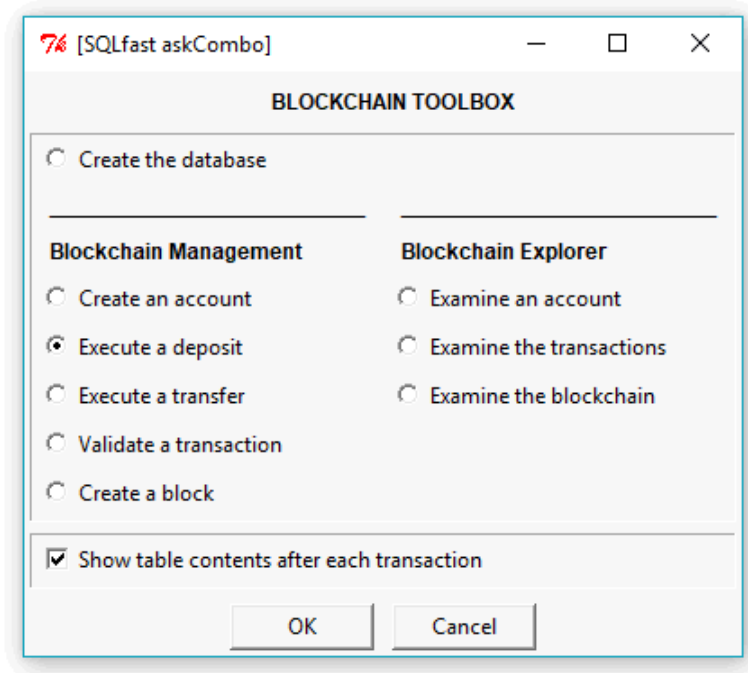 [SQLfast askCombo]
BLOCKCHAIN TOOLBOX
Create the database
Blockchain Management
Create an account
Execute a deposit
Execute a transfer
Validate a transaction
Create a block
Blockchain Explorer
Examine an account
Examine the transactions
Examine the blockchain
Show table contents after each transaction
OK
Cancel